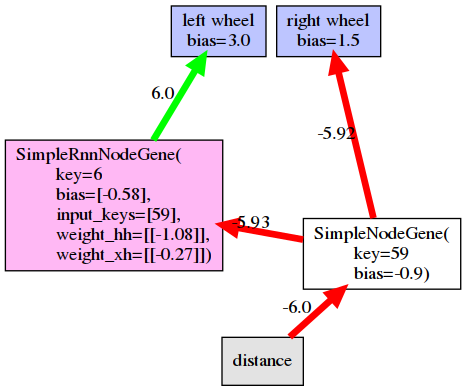 left wheel
bias=3.0
right wheel
bias=1.5
6.0
-5.92
SimpleRnnNodeGene(
key=6
bias=[-0.58],
input_keys=[59],
weight_hh=[[-1.08]],
weight_xh=[[-0.27]])
-5.93
SimpleNodeGene(
key=59
bias=-0.9)
-6.0
distance